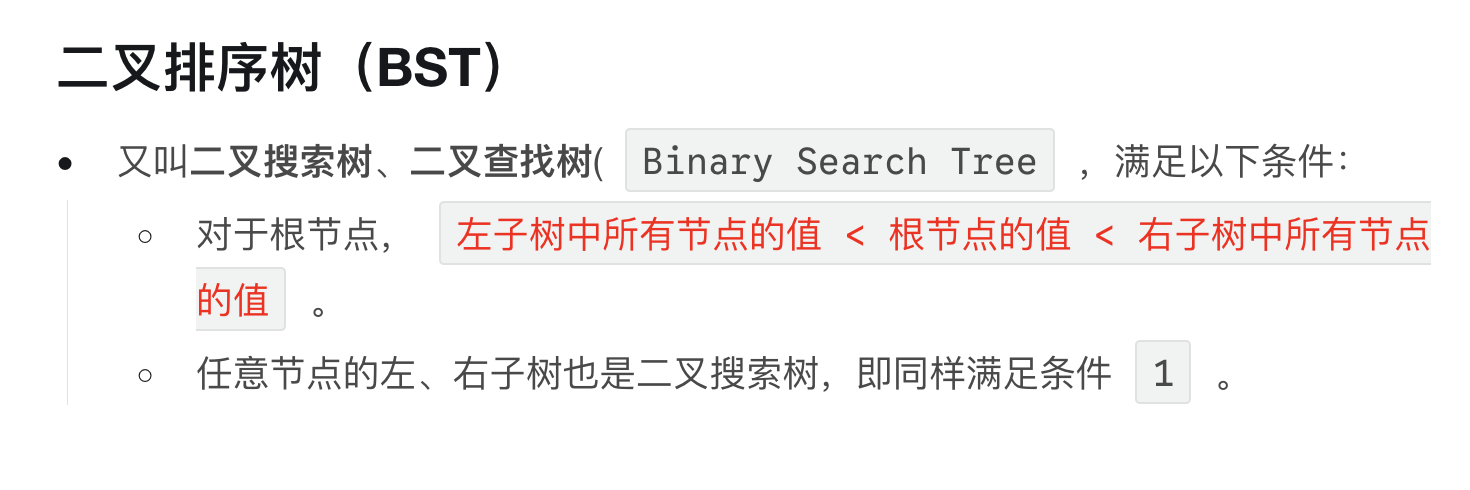 二叉排序树（BST）
又叫二叉搜索树、二叉查找树( Binary Search Tree ，满足以下条件：
对于根节点， 左子树中所有节点的值 < 根节点的值 < 右子树中所有节点
的值 。
任意节点的左、右子树也是二叉搜索树，即同样满足条件 1 。